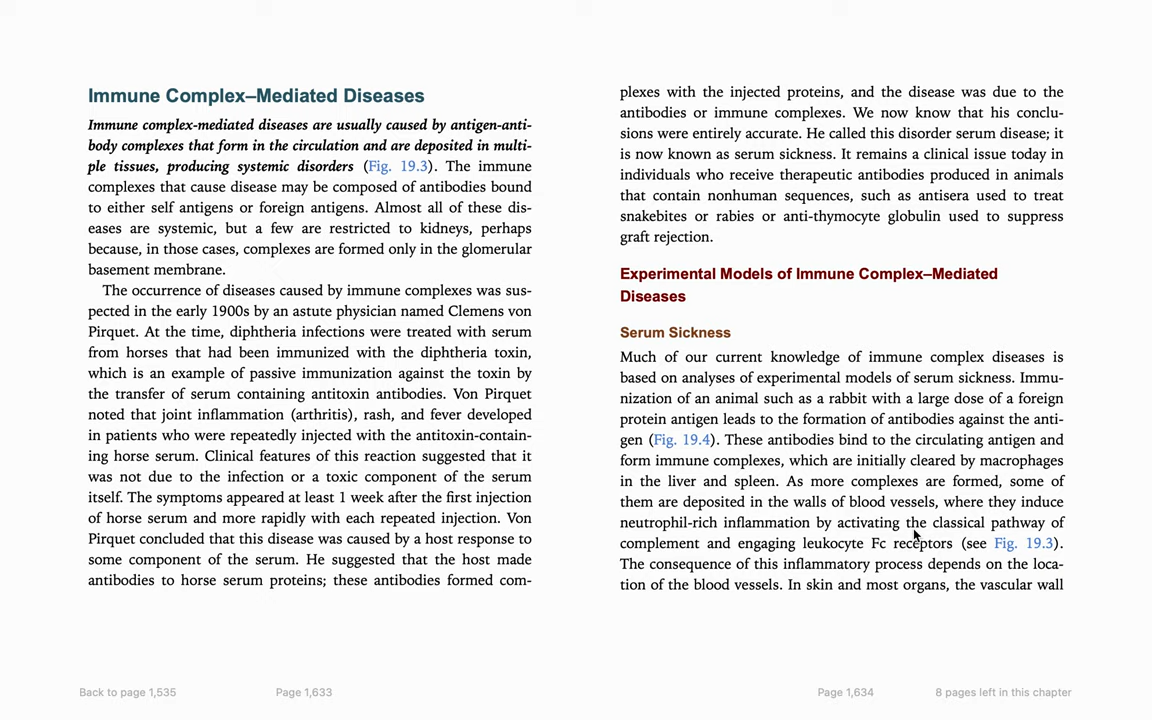 Immune Complex–Mediated Diseases
Immune complex-mediated diseases are usually caused by antigen-anti-
body complexes that form in the circulation and are deposited in multi-
ple tissues, producing systemic disorders (Fig. 19.3). The immune
complexes that cause disease may be composed of antibodies bound
to either self antigens or foreign antigens. Almost all of these dis-
eases are systemic, but a few are restricted to kidneys, perhaps
because, in those cases, complexes are formed only in the glomerular
basement membrane.
The occurrence of diseases caused by immune complexes was sus-
pected in the early 1900s by an astute physician named Clemens von
Pirquet. At the time, diphtheria infections were treated with serum
from horses that had been immunized with the diphtheria toxin,
which is an example of passive immunization against the toxin by
the transfer of serum containing antitoxin antibodies. Von Pirquet
noted that joint inflammation (arthritis), rash, and fever developed
in patients who were repeatedly injected with the antitoxin-contain-
ing horse serum. Clinical features of this reaction suggested that it
was not due to the infection or a toxic component of the serum
itself. The symptoms appeared at least 1 week after the first injection
of horse serum and more rapidly with each repeated injection. Von
Pirquet concluded that this disease was caused by a host response to
some component of the serum. He suggested that the host made
antibodies to horse serum proteins; these antibodies formed com-
plexes with the injected proteins, and the disease was due to the
antibodies or immune complexes. We now know that his conclu-
sions were entirely accurate. He called this disorder serum disease; it
is now known as serum sickness. It remains a clinical issue today in
individuals who receive therapeutic antibodies produced in animals
that contain nonhuman sequences, such as antisera used to treat
snakebites or rabies or anti-thymocyte globulin used to suppress
graft rejection.
Experimental Models of Immune Complex–Mediated
Diseases
Serum Sickness
Much of our current knowledge of immune complex diseases is
based on analyses of experimental models of serum sickness. Immu-
nization of an animal such as a rabbit with a large dose of a foreign
protein antigen leads to the formation of antibodies against the anti-
gen (Fig. 19.4). These antibodies bind to the circulating antigen and
form immune complexes, which are initially cleared by macrophages
in the liver and spleen. As more complexes are formed, some of
them are deposited in the walls of blood vessels, where they induce
neutrophil-rich inflammation by activating the classical pathway of
complement and engaging leukocyte Fc receptors (see Fig. 19.3).
The consequence of this inflammatory process depends on the loca-
tion of the blood vessels. In skin and most organs, the vascular wall
Back to page 1,535
Page 1,633
Page 1,634
8 pages left in this chapter